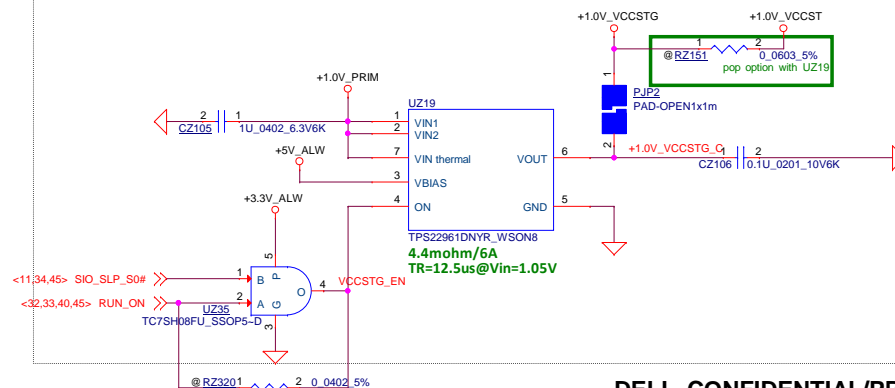 +1.0V_VCCSTG
+1.0V_VCCST
1
2
@ RZ151
0_0603_5%
pop option with UZ19
+1.0V_PRIM
1
PJP2
PAD-OPEN1x1m
2
UZ19
2
1
CZ105
1U_0402_6.3V6K
1
VIN1
2
VIN2
+5V_ALW
7
VIN thermal
VOUT
6
+1.0V_VCCSTG_C
1
2
CZ106
0.1U_0201_10V6K
3
VBIAS
+3.3V_ALW
4
ON
GND
5
TPS22961DNYR_WSON8
4.4mohm/6A
TR=12.5us@Vin=1.05V
5
<11,34,45> SIO_SLP_S0#
1
B
P
O
4
VCCSTG_EN
<32,33,40,45> RUN_ON
2
A
G
UZ35
TC7SH08FU_SSOP5~D
3
@ RZ320
1
2
0_0402_5%